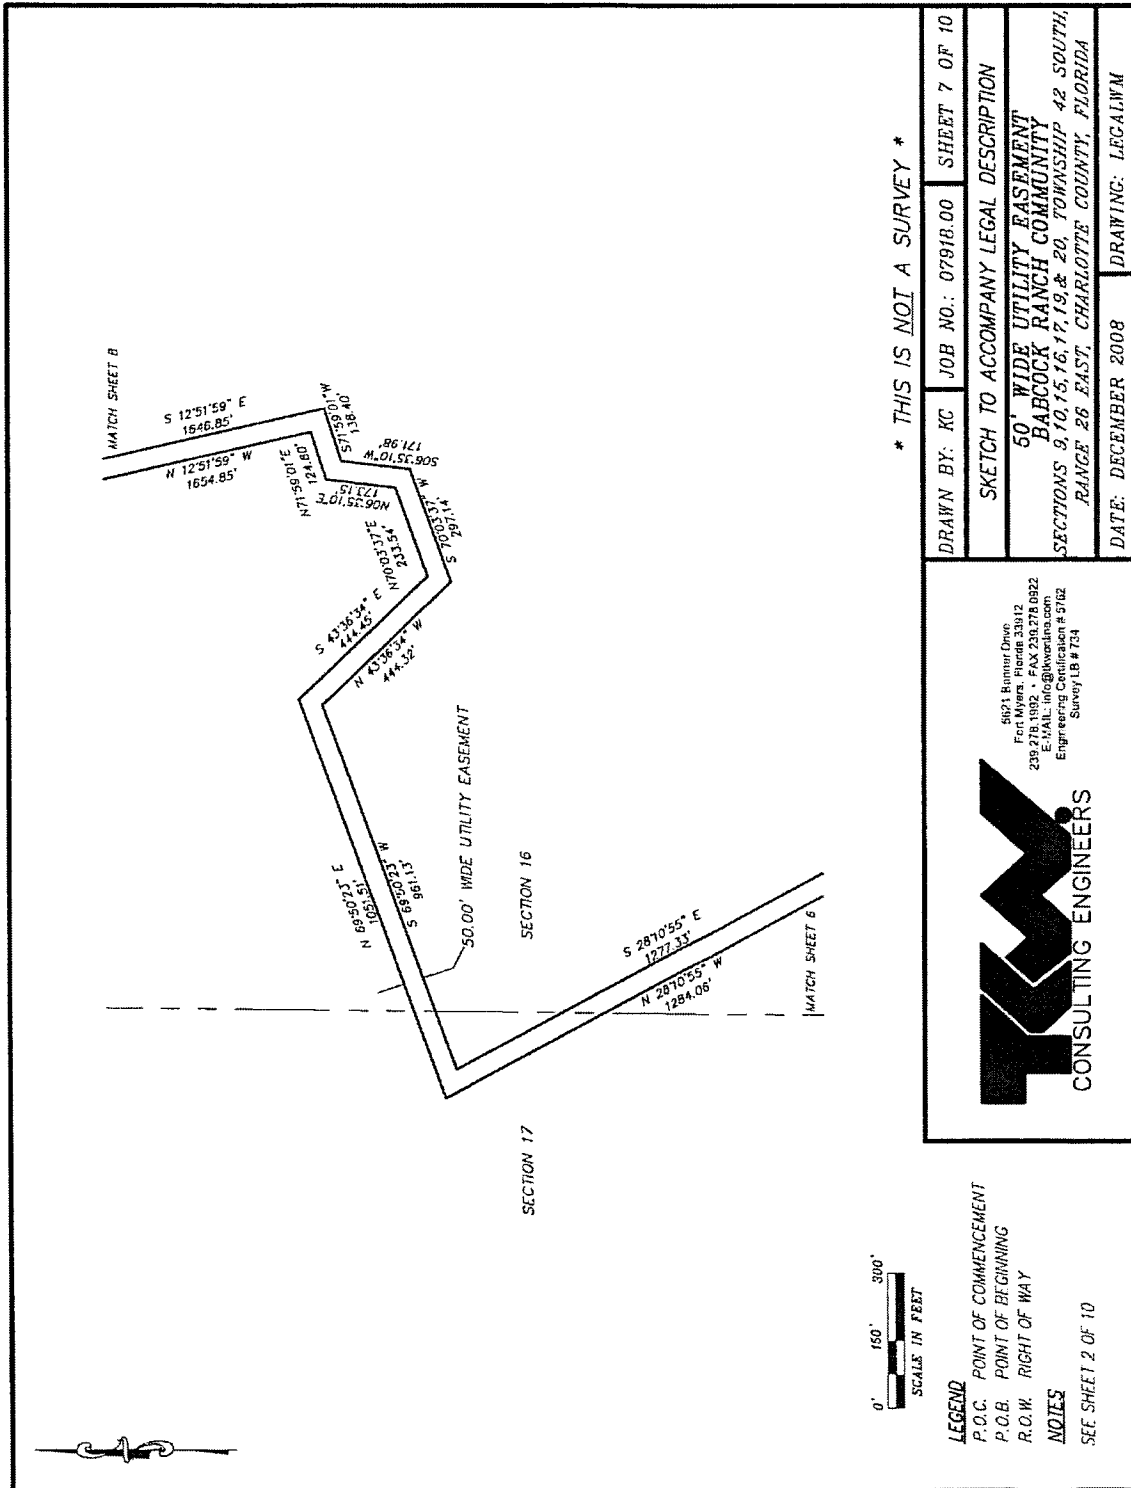 MATCH SHEET 8
S 12°51'59" E
1646.85'
N 12°51'59" W
1654.85'
S71°59'01"W
138.40'
N71°59'01"E
124.80'
S06°35'10"W
171.98'
N06°35'10"E
173.15'
S 70°03'37" W
297.14'
N70°03'37"E
233.54'
S 43°36'34" E
444.45'
N 43°36'34" W
444.32'
N 69°50'23" E
1051.51'
S 69°50'23" W
961.13'
50.00' WIDE UTILITY EASEMENT
SECTION 16
SECTION 17
S 28°10'55" E
1277.33'
N 28°10'55" W
1284.06'
MATCH SHEET 6
* THIS IS NOT A SURVEY *
0' 150' 300'
SCALE IN FEET
LEGEND
P.O.C. POINT OF COMMENCEMENT
P.O.B. POINT OF BEGINNING
R.O.W. RIGHT OF WAY
NOTES
SEE SHEET 2 OF 10
TKW
CONSULTING ENGINEERS
5621 Banner Drive
Fort Myers, Florida 33912
239.278.1992 • FAX 239.278.0922
E-MAIL: info@tkwonline.com
Engineering Certification # 5762
Survey LB # 734
DRAWN BY: KC JOB NO.: 07918.00 SHEET 7 OF 10
SKETCH TO ACCOMPANY LEGAL DESCRIPTION
50' WIDE UTILITY EASEMENT
BABCOCK RANCH COMMUNITY
SECTIONS 9,10,15,16,17,19,& 20, TOWNSHIP 42 SOUTH,
RANGE 26 EAST, CHARLOTTE COUNTY, FLORIDA
DATE: DECEMBER 2008 DRAWING: LEGALWM